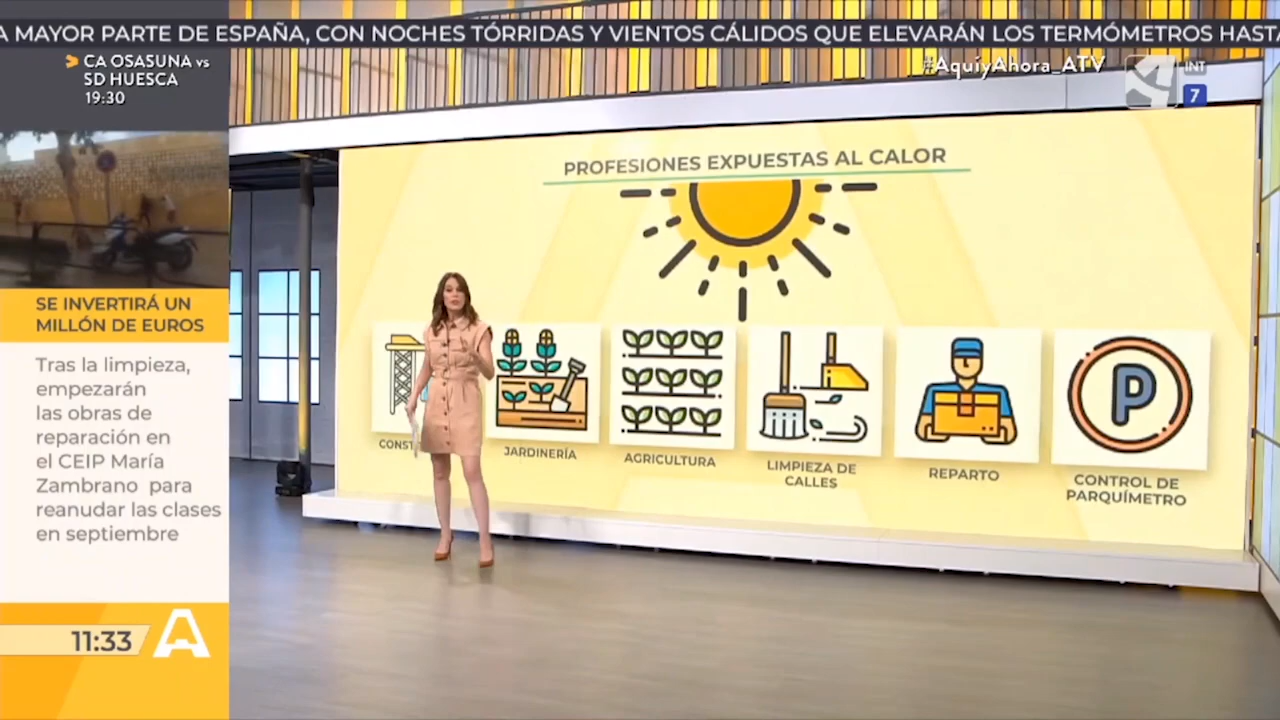 A MAYOR PARTE DE ESPAÑA, CON NOCHES TÓRRIDAS Y VIENTOS CÁLIDOS QUE ELEVARÁN LOS TERMÓMETROS HASTA
CA OSASUNA vs
SD HUESCA
19:30
#AquiyAhora_ATV
INT
7
PROFESIONES EXPUESTAS AL CALOR
SE INVERTIRÁ UN
MILLÓN DE EUROS
Tras la limpieza,
empezarán
las obras de
reparación en
el CEIP María
Zambrano para
reanudar las clases
en septiembre
P
CONST
JARDINERÍA
AGRICULTURA
LIMPIEZA DE
CALLES
REPARTO
CONTROL DE
PARQUÍMETRO
11:33
A